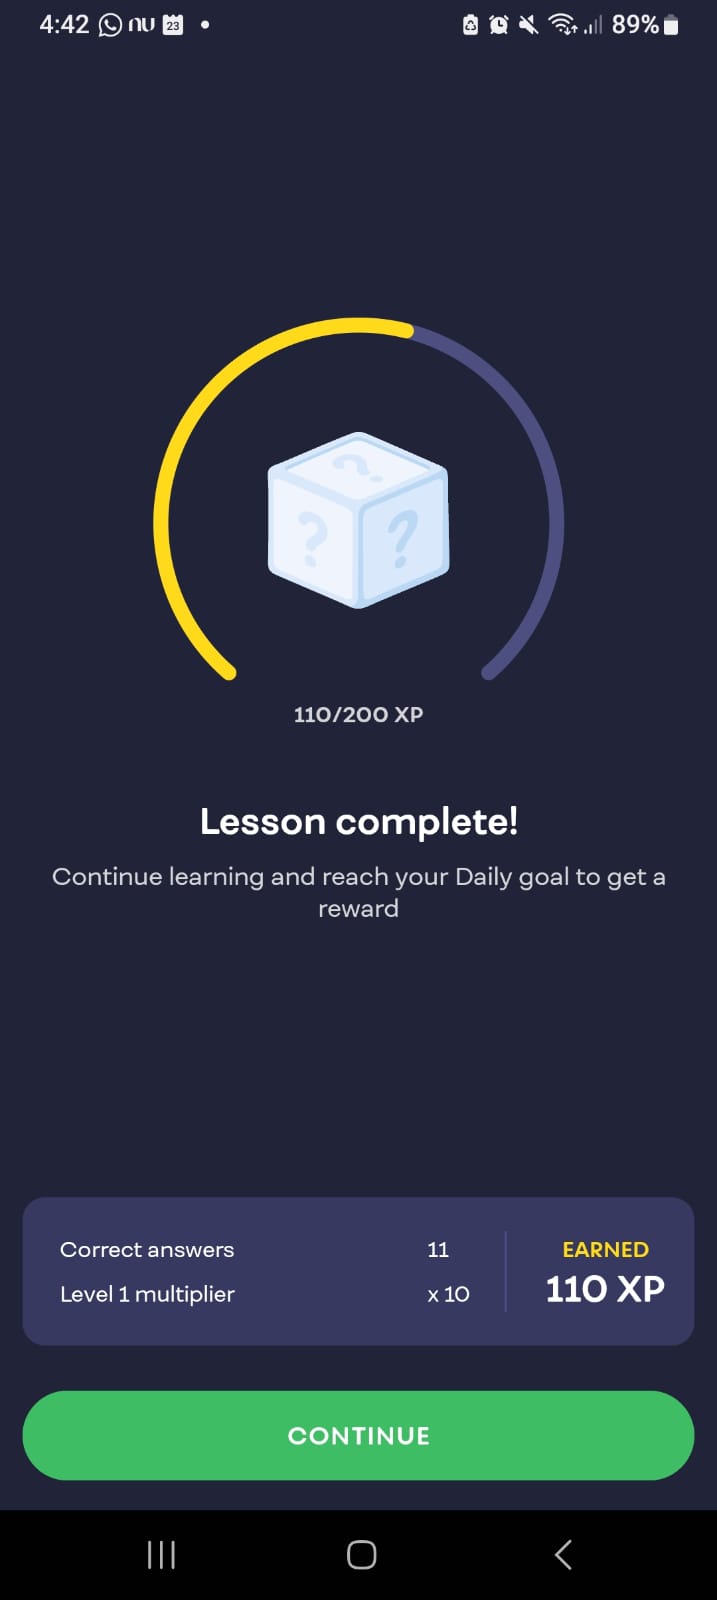 4:42 nu 23 89%
? ? ?
110/200 XP
Lesson complete!
Continue learning and reach your Daily goal to get a
reward
Correct answers 11
Level 1 multiplier x 10
EARNED
110 XP
CONTINUE